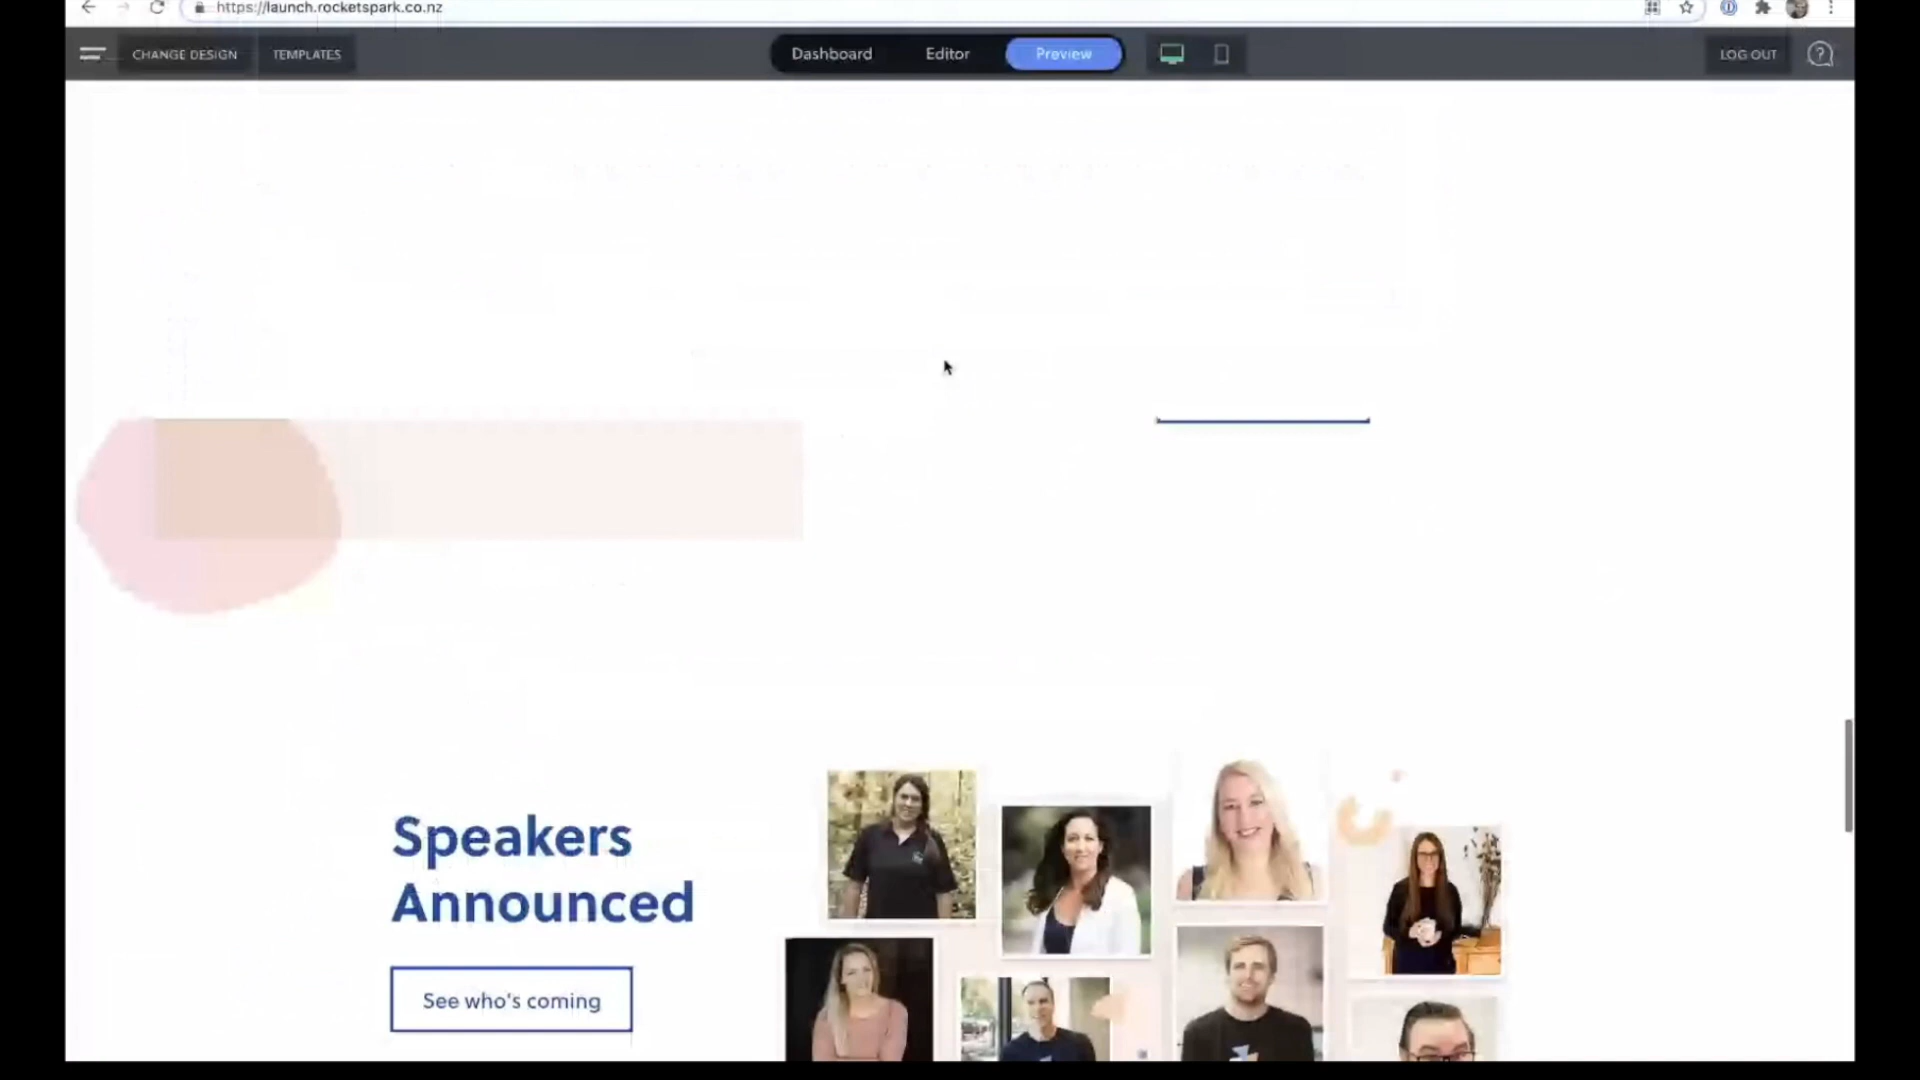 https://launch.rocketspark.co.nz
CHANGE DESIGN
TEMPLATES
Dashboard
Editor
Preview
LOG OUT
Speakers
Announced
See who's coming